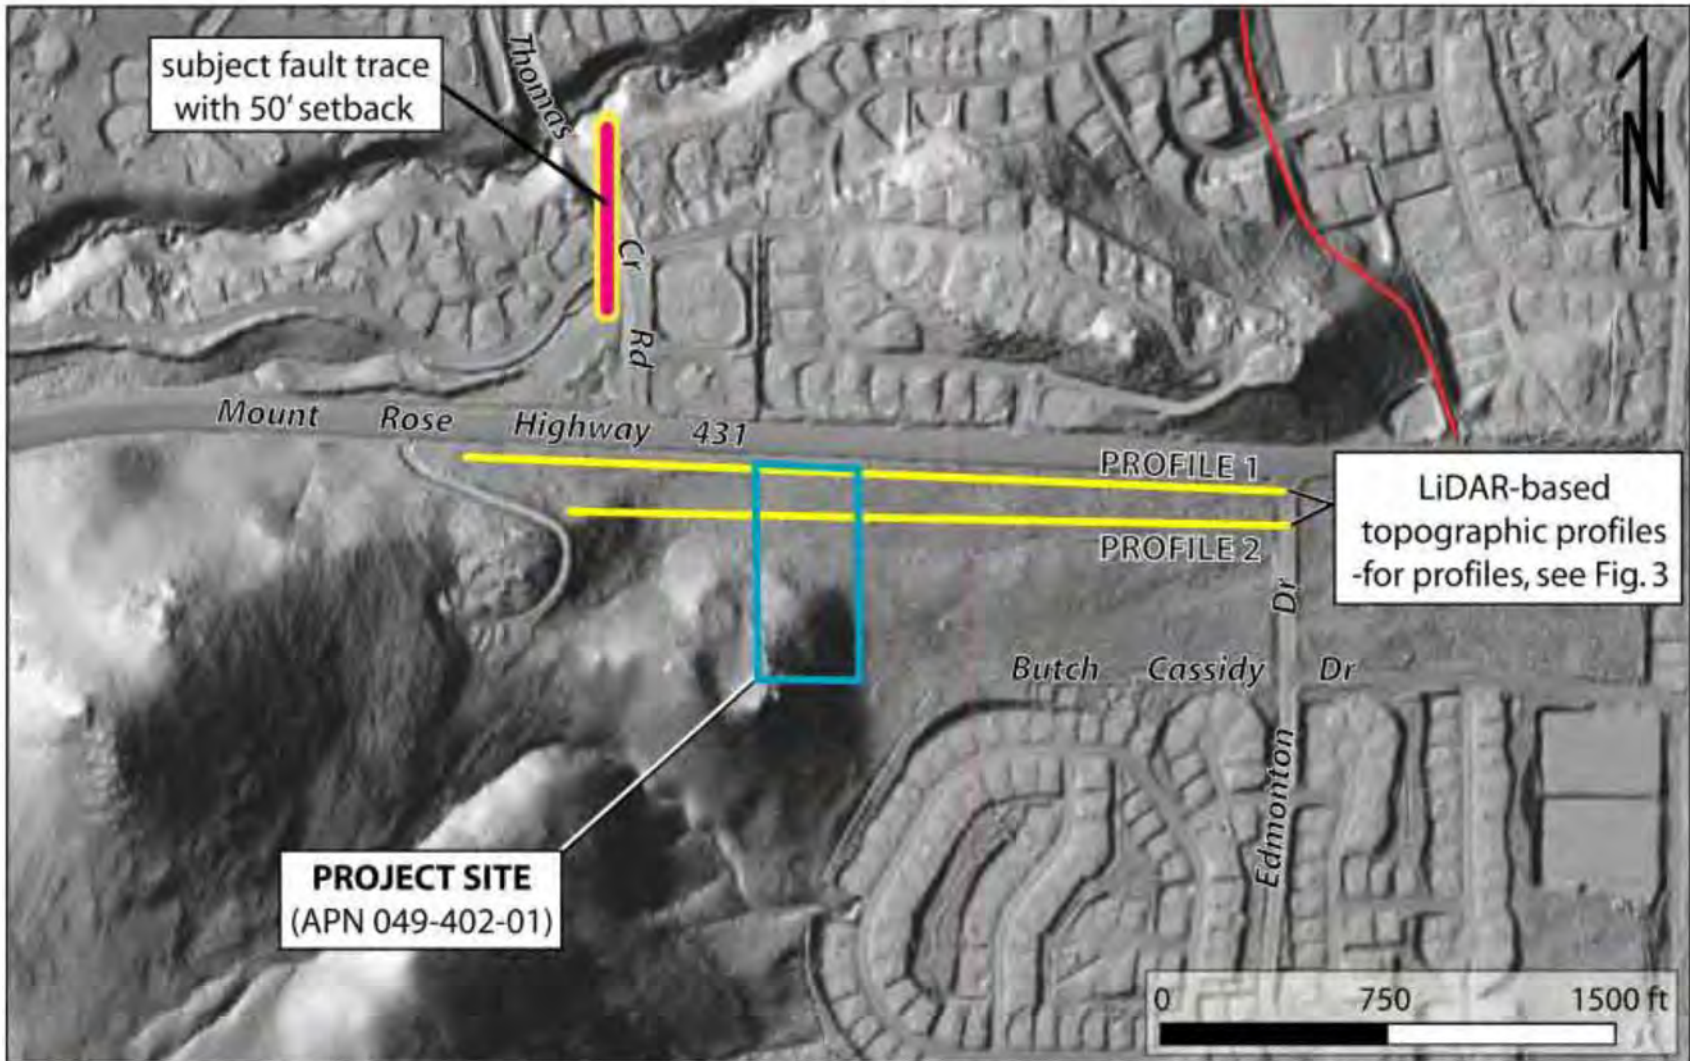 subject fault trace
with 50' setback
Thomas
Cr
Rd
N
Mount Rose Highway 431
PROFILE 1
PROFILE 2
LiDAR-based
topographic profiles
-for profiles, see Fig. 3
Dr
Butch Cassidy Dr
Edmonton
PROJECT SITE
(APN 049-402-01)
0 750 1500 ft